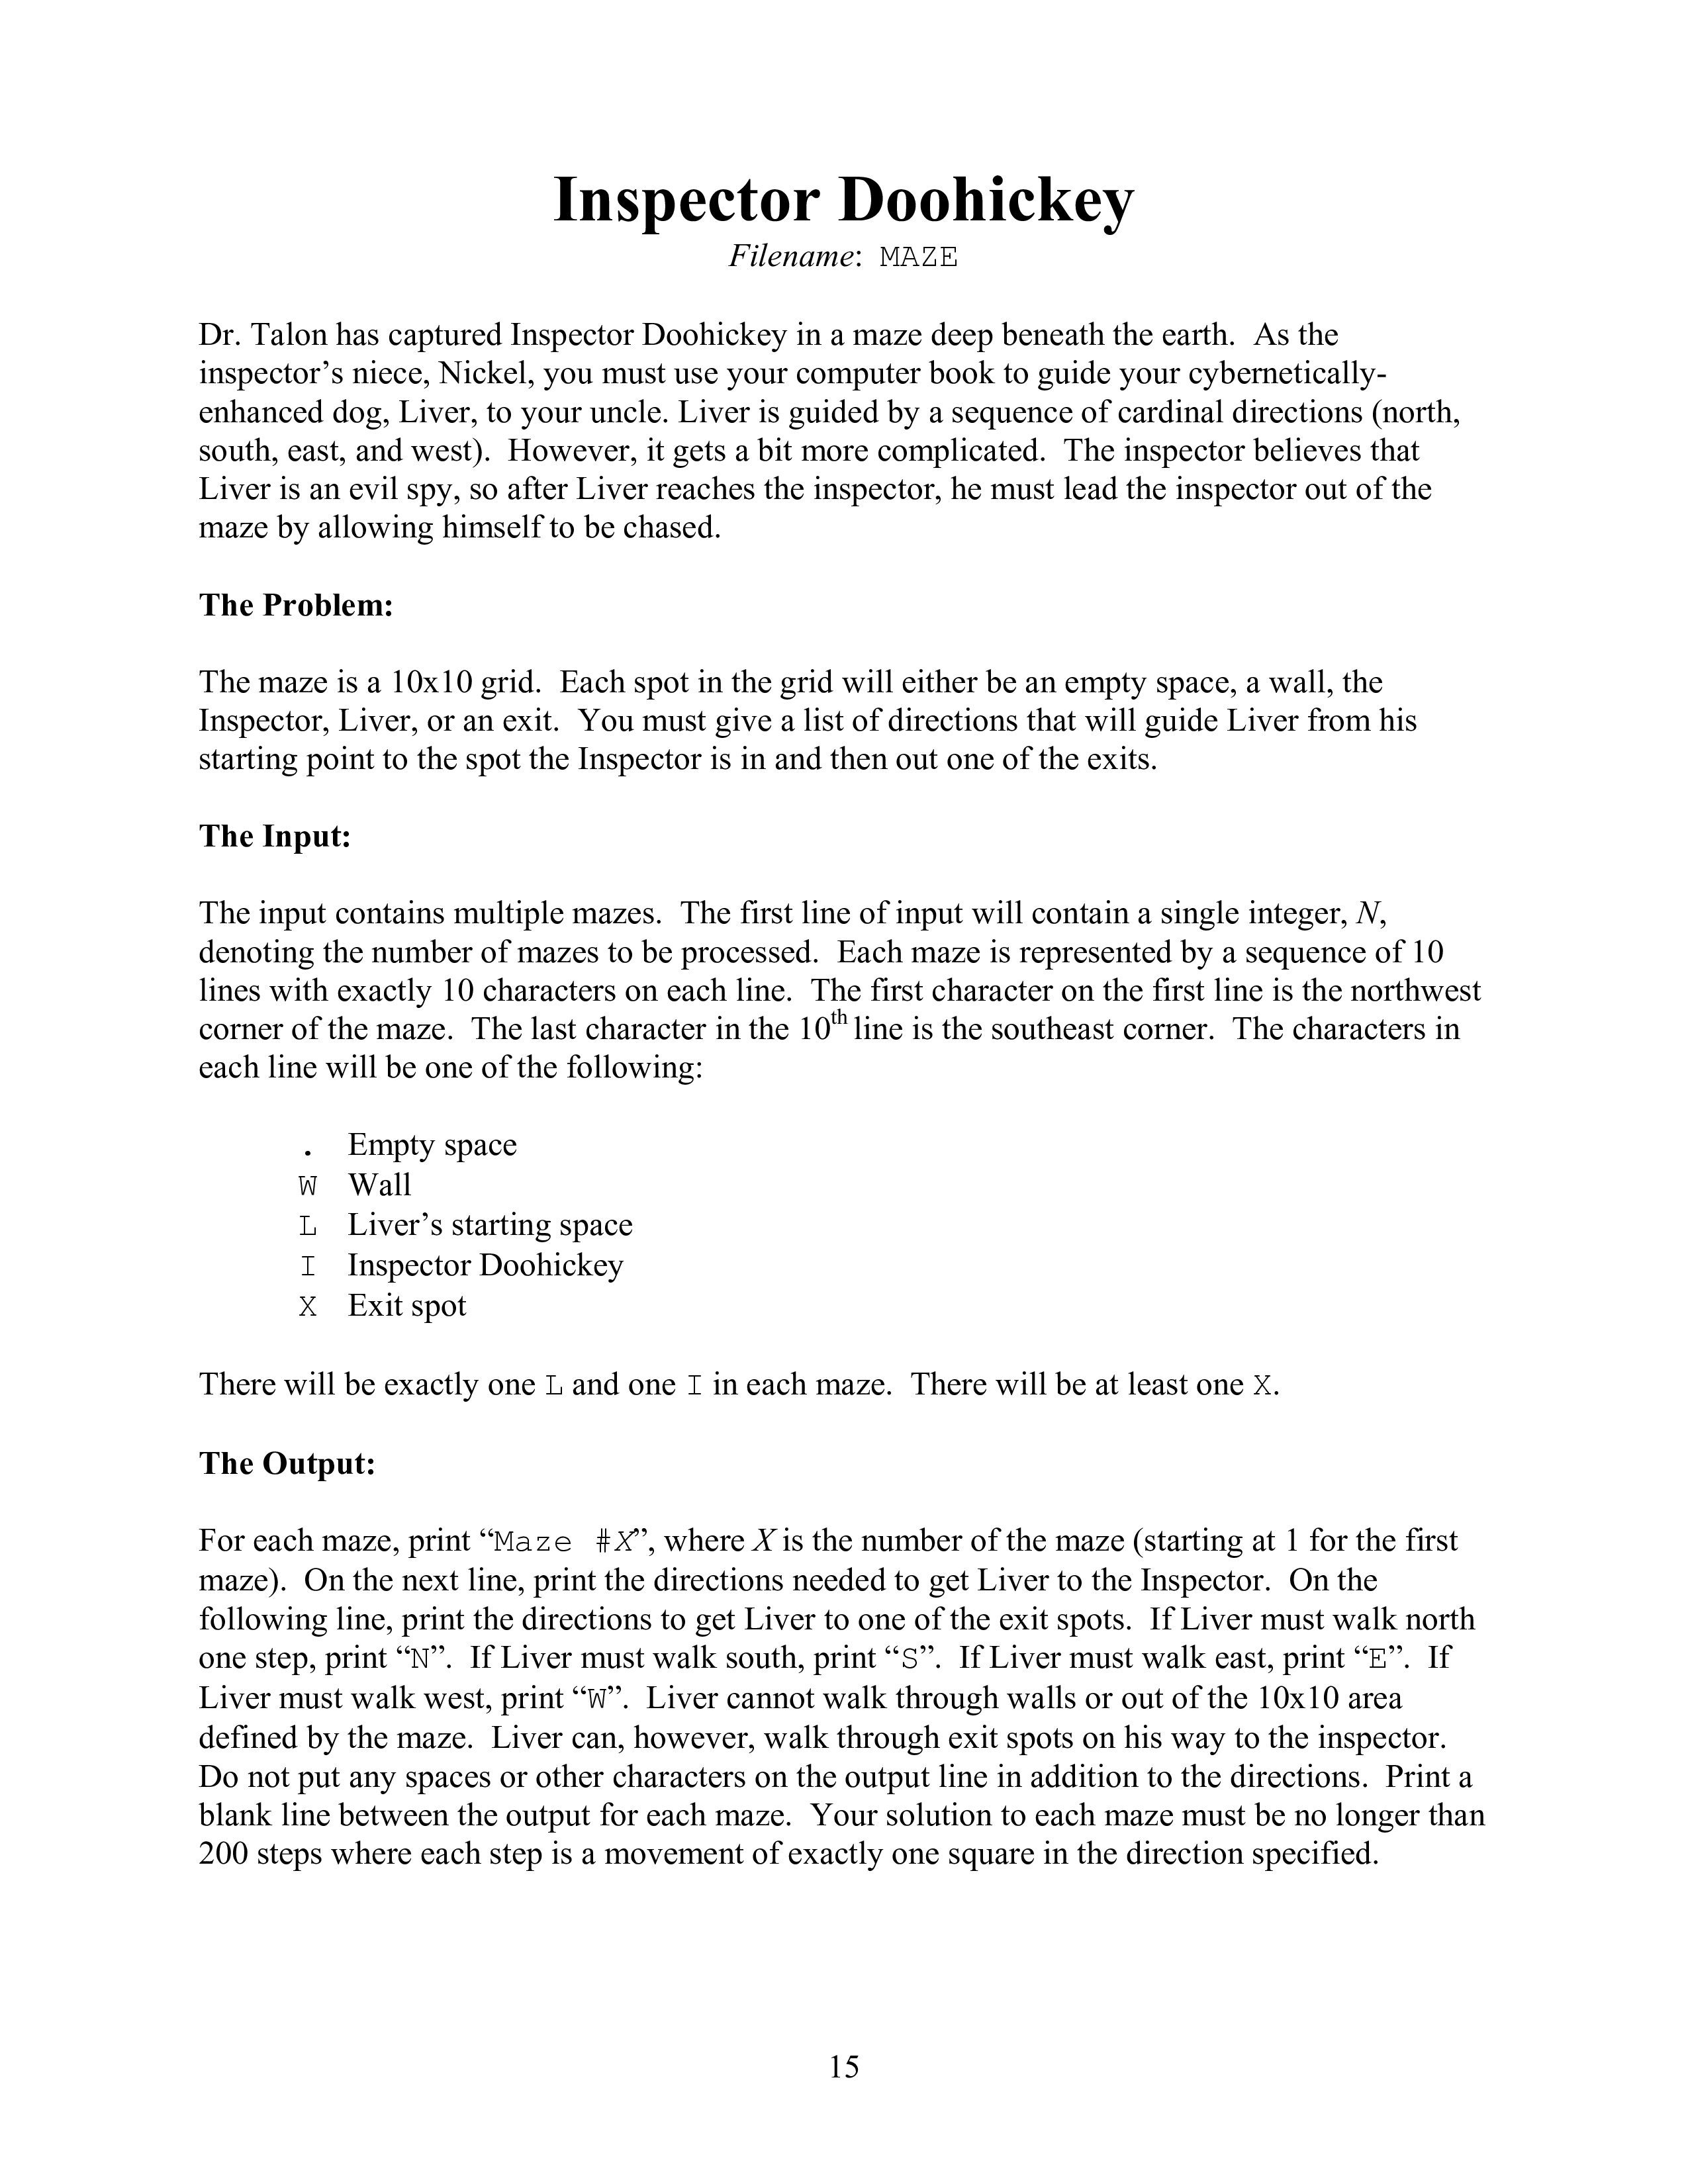 Inspector Doohickey
Filename: MAZE
Dr. Talon has captured Inspector Doohickey in a maze deep beneath the earth. As the
inspector’s niece, Nickel, you must use your computer book to guide your cybernetically-
enhanced dog, Liver, to your uncle. Liver is guided by a sequence of cardinal directions (north,
south, east, and west). However, it gets a bit more complicated. The inspector believes that
Liver is an evil spy, so after Liver reaches the inspector, he must lead the inspector out of the
maze by allowing himself to be chased.
The Problem:
The maze is a 10x10 grid. Each spot in the grid will either be an empty space, a wall, the
Inspector, Liver, or an exit. You must give a list of directions that will guide Liver from his
starting point to the spot the Inspector is in and then out one of the exits.
The Input:
The input contains multiple mazes. The first line of input will contain a single integer, N,
denoting the number of mazes to be processed. Each maze is represented by a sequence of 10
lines with exactly 10 characters on each line. The first character on the first line is the northwest
corner of the maze. The last character in the 10th line is the southeast corner. The characters in
each line will be one of the following:
. Empty space
W Wall
L Liver’s starting space
I Inspector Doohickey
X Exit spot
There will be exactly one L and one I in each maze. There will be at least one X.
The Output:
For each maze, print “Maze #X”, where X is the number of the maze (starting at 1 for the first
maze). On the next line, print the directions needed to get Liver to the Inspector. On the
following line, print the directions to get Liver to one of the exit spots. If Liver must walk north
one step, print “N”. If Liver must walk south, print “S”. If Liver must walk east, print “E”. If
Liver must walk west, print “W”. Liver cannot walk through walls or out of the 10x10 area
defined by the maze. Liver can, however, walk through exit spots on his way to the inspector.
Do not put any spaces or other characters on the output line in addition to the directions. Print a
blank line between the output for each maze. Your solution to each maze must be no longer than
200 steps where each step is a movement of exactly one square in the direction specified.
15